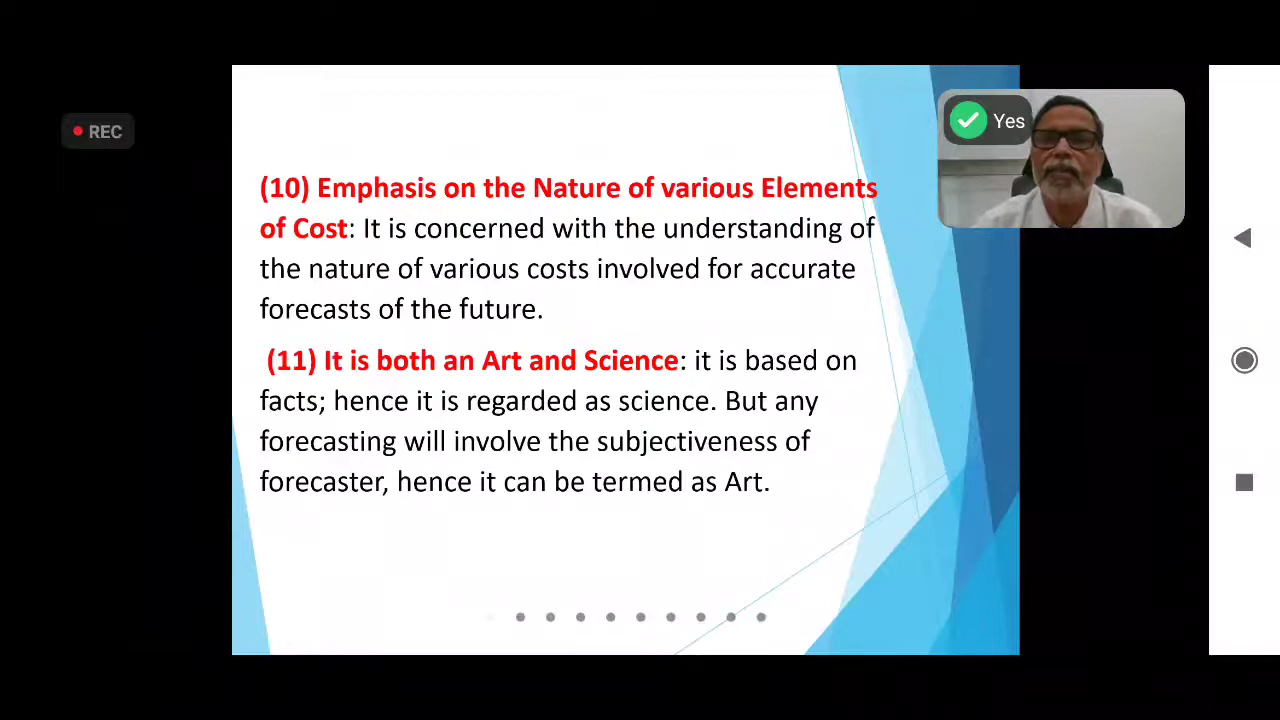 REC
Yes
(10) Emphasis on the Nature of various Elements
of Cost: It is concerned with the understanding of
the nature of various costs involved for accurate
forecasts of the future.
(11) It is both an Art and Science: it is based on
facts; hence it is regarded as science. But any
forecasting will involve the subjectiveness of
forecaster, hence it can be termed as Art.